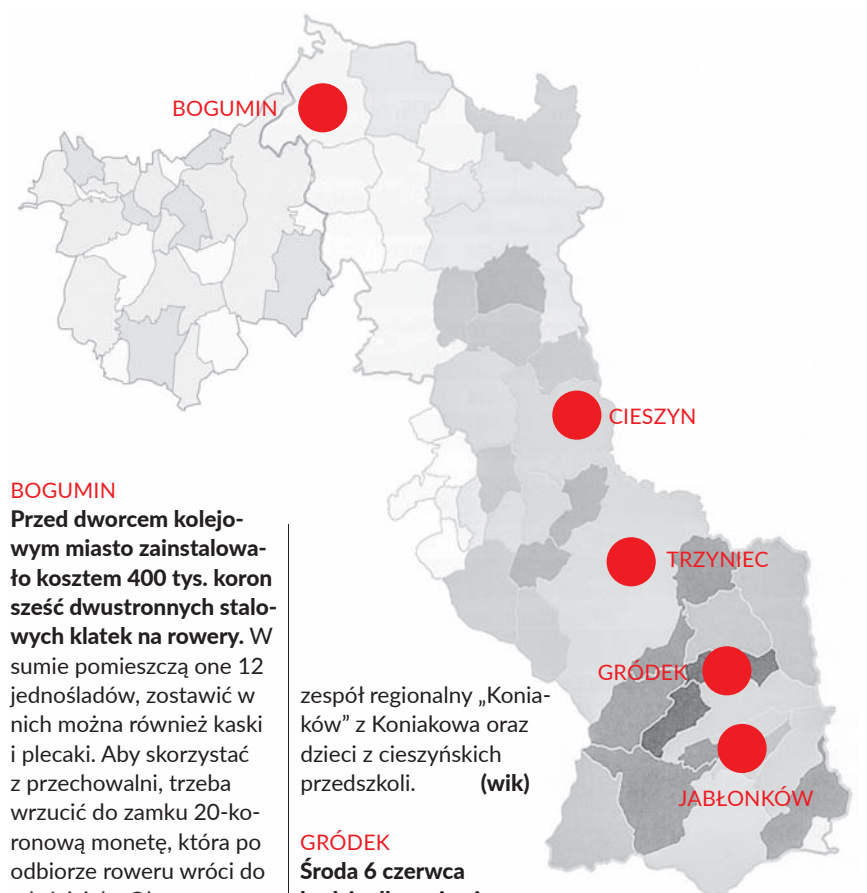 BOGUMIN
CIESZYN
TRZYNIEC
GRÓDEK
JABŁONKÓW
BOGUMIN
Przed dworcem kolejo-
wym miasto zainstalowa-
ło kosztem 400 tys. koron
sześć dwustronnych stalo-
wych klatek na rowery. W
sumie pomieszczą one 12
jednośladów, zostawić w
nich można również kaski
i plecaki. Aby skorzystać
z przechowalni, trzeba
wrzucić do zamku 20-ko-
ronową monetę, która po
odbiorze roweru wróci do
zespół regionalny „Konia-
ków” z Koniakowa oraz
dzieci z cieszyńskich
przedszkoli. (wik)
GRÓDEK
Środa 6 czerwca